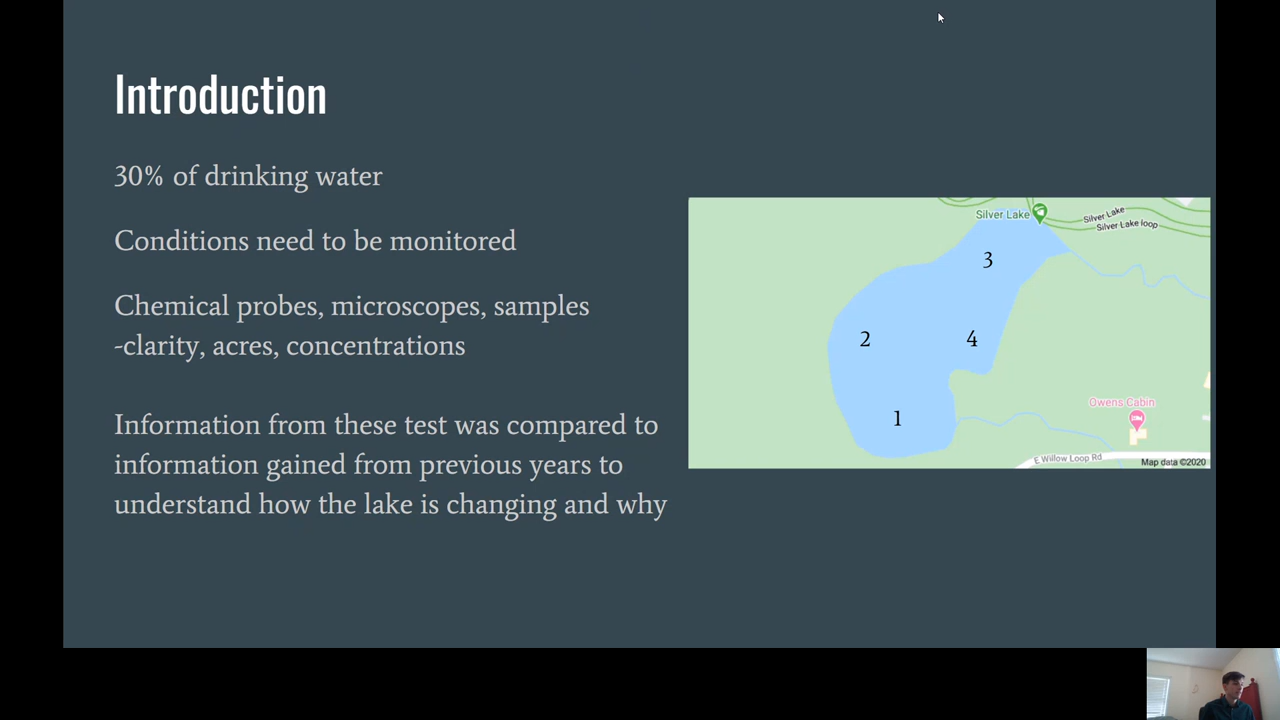 Introduction
30% of drinking water
Conditions need to be monitored
Chemical probes, microscopes, samples
-clarity, acres, concentrations
Information from these test was compared to
information gained from previous years to
understand how the lake is changing and why
Silver Lake
Silver Lake
Silver Lake loop
3
2
4
1
Owens Cabin
E Willow Loop Rd
Map data ©2020